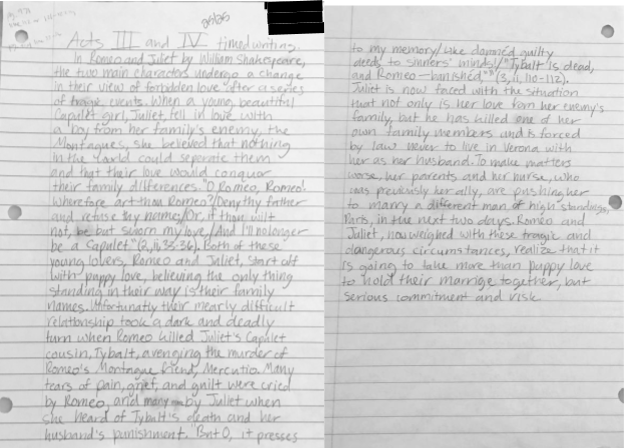 25/25
Acts III and IV timed writing.
In Romeo and Juliet by William Shakespeare,
the two main characters undergo a change
in their view of forbidden love after a series
of tragic events. When a young beautiful
Capulet girl, Juliet, fell in love with
a boy from her family's enemy, the
Montagues, she believed that nothing
in the world could seperate them
and that their love would conquor
their family differences. "O Romeo, Romeo!
Wherefore art thou Romeo?/Deny thy father
and refuse thy name;/Or, if thou wilt
not, be but sworn my love,/And I'll no longer
be a Capulet" (2, ii, 33-36). Both of these
young lovers, Romeo and Juliet, start off
with puppy love, believing the only thing
standing in their way is their family
names. Unfortunatly their mearly difficult
relationship took a dark and deadly
turn when Romeo killed Juliet's Capulet
cousin, Tybalt, avenging the murder of
Romeo's Montague friend, Mercutio. Many
tears of pain, grief, and guilt were cried
by Romeo, and many by Juliet when
she heard of Tybalt's death and her
husband's punishment. "But O, it presses
to my memory/Like damned guilty
deeds to sinners' minds!/'Tybalt is dead,
and Romeo—banished'" (3, ii, 110-112).
Juliet is now faced with the situation
that not only is her love from her enemy's
family, but he has killed one of her
own family members and is forced
by law never to live in Verona with
her as her husband. To make matters
worse, her parents and her nurse, who
was previously her ally, are pushing her
to marry a different man of high standings,
Paris, in the next two days. Romeo and
Juliet, now weighed with these tragic and
dangerous circumstances, realize that it
is going to take more than puppy love
to hold their marrige together, but
serious commitment and risk